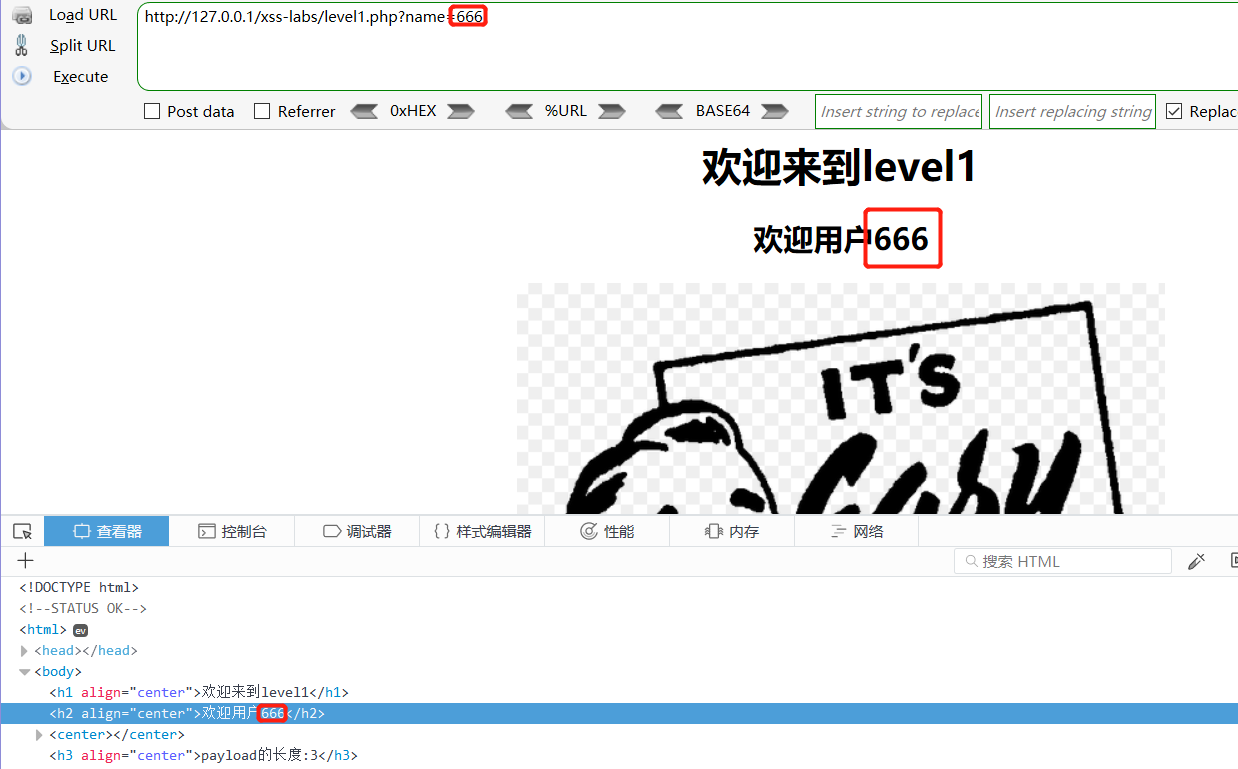 Load URL
http://127.0.0.1/xss-labs/level1.php?name=666
Split URL
Execute
Post data Referrer 0xHEX %URL BASE64 Insert string to replace Insert replacing string Replac
欢迎来到level1
欢迎用户666
IT'S
Easy
查看器 控制台 调试器 {} 样式编辑器 性能 内存 网络
搜索 HTML
<!DOCTYPE html>
<!--STATUS OK-->
<html> ev
<head></head>
<body>
<h1 align="center">欢迎来到level1</h1>
<h2 align="center">欢迎用户666</h2>
<center></center>
<h3 align="center">payload的长度:3</h3>